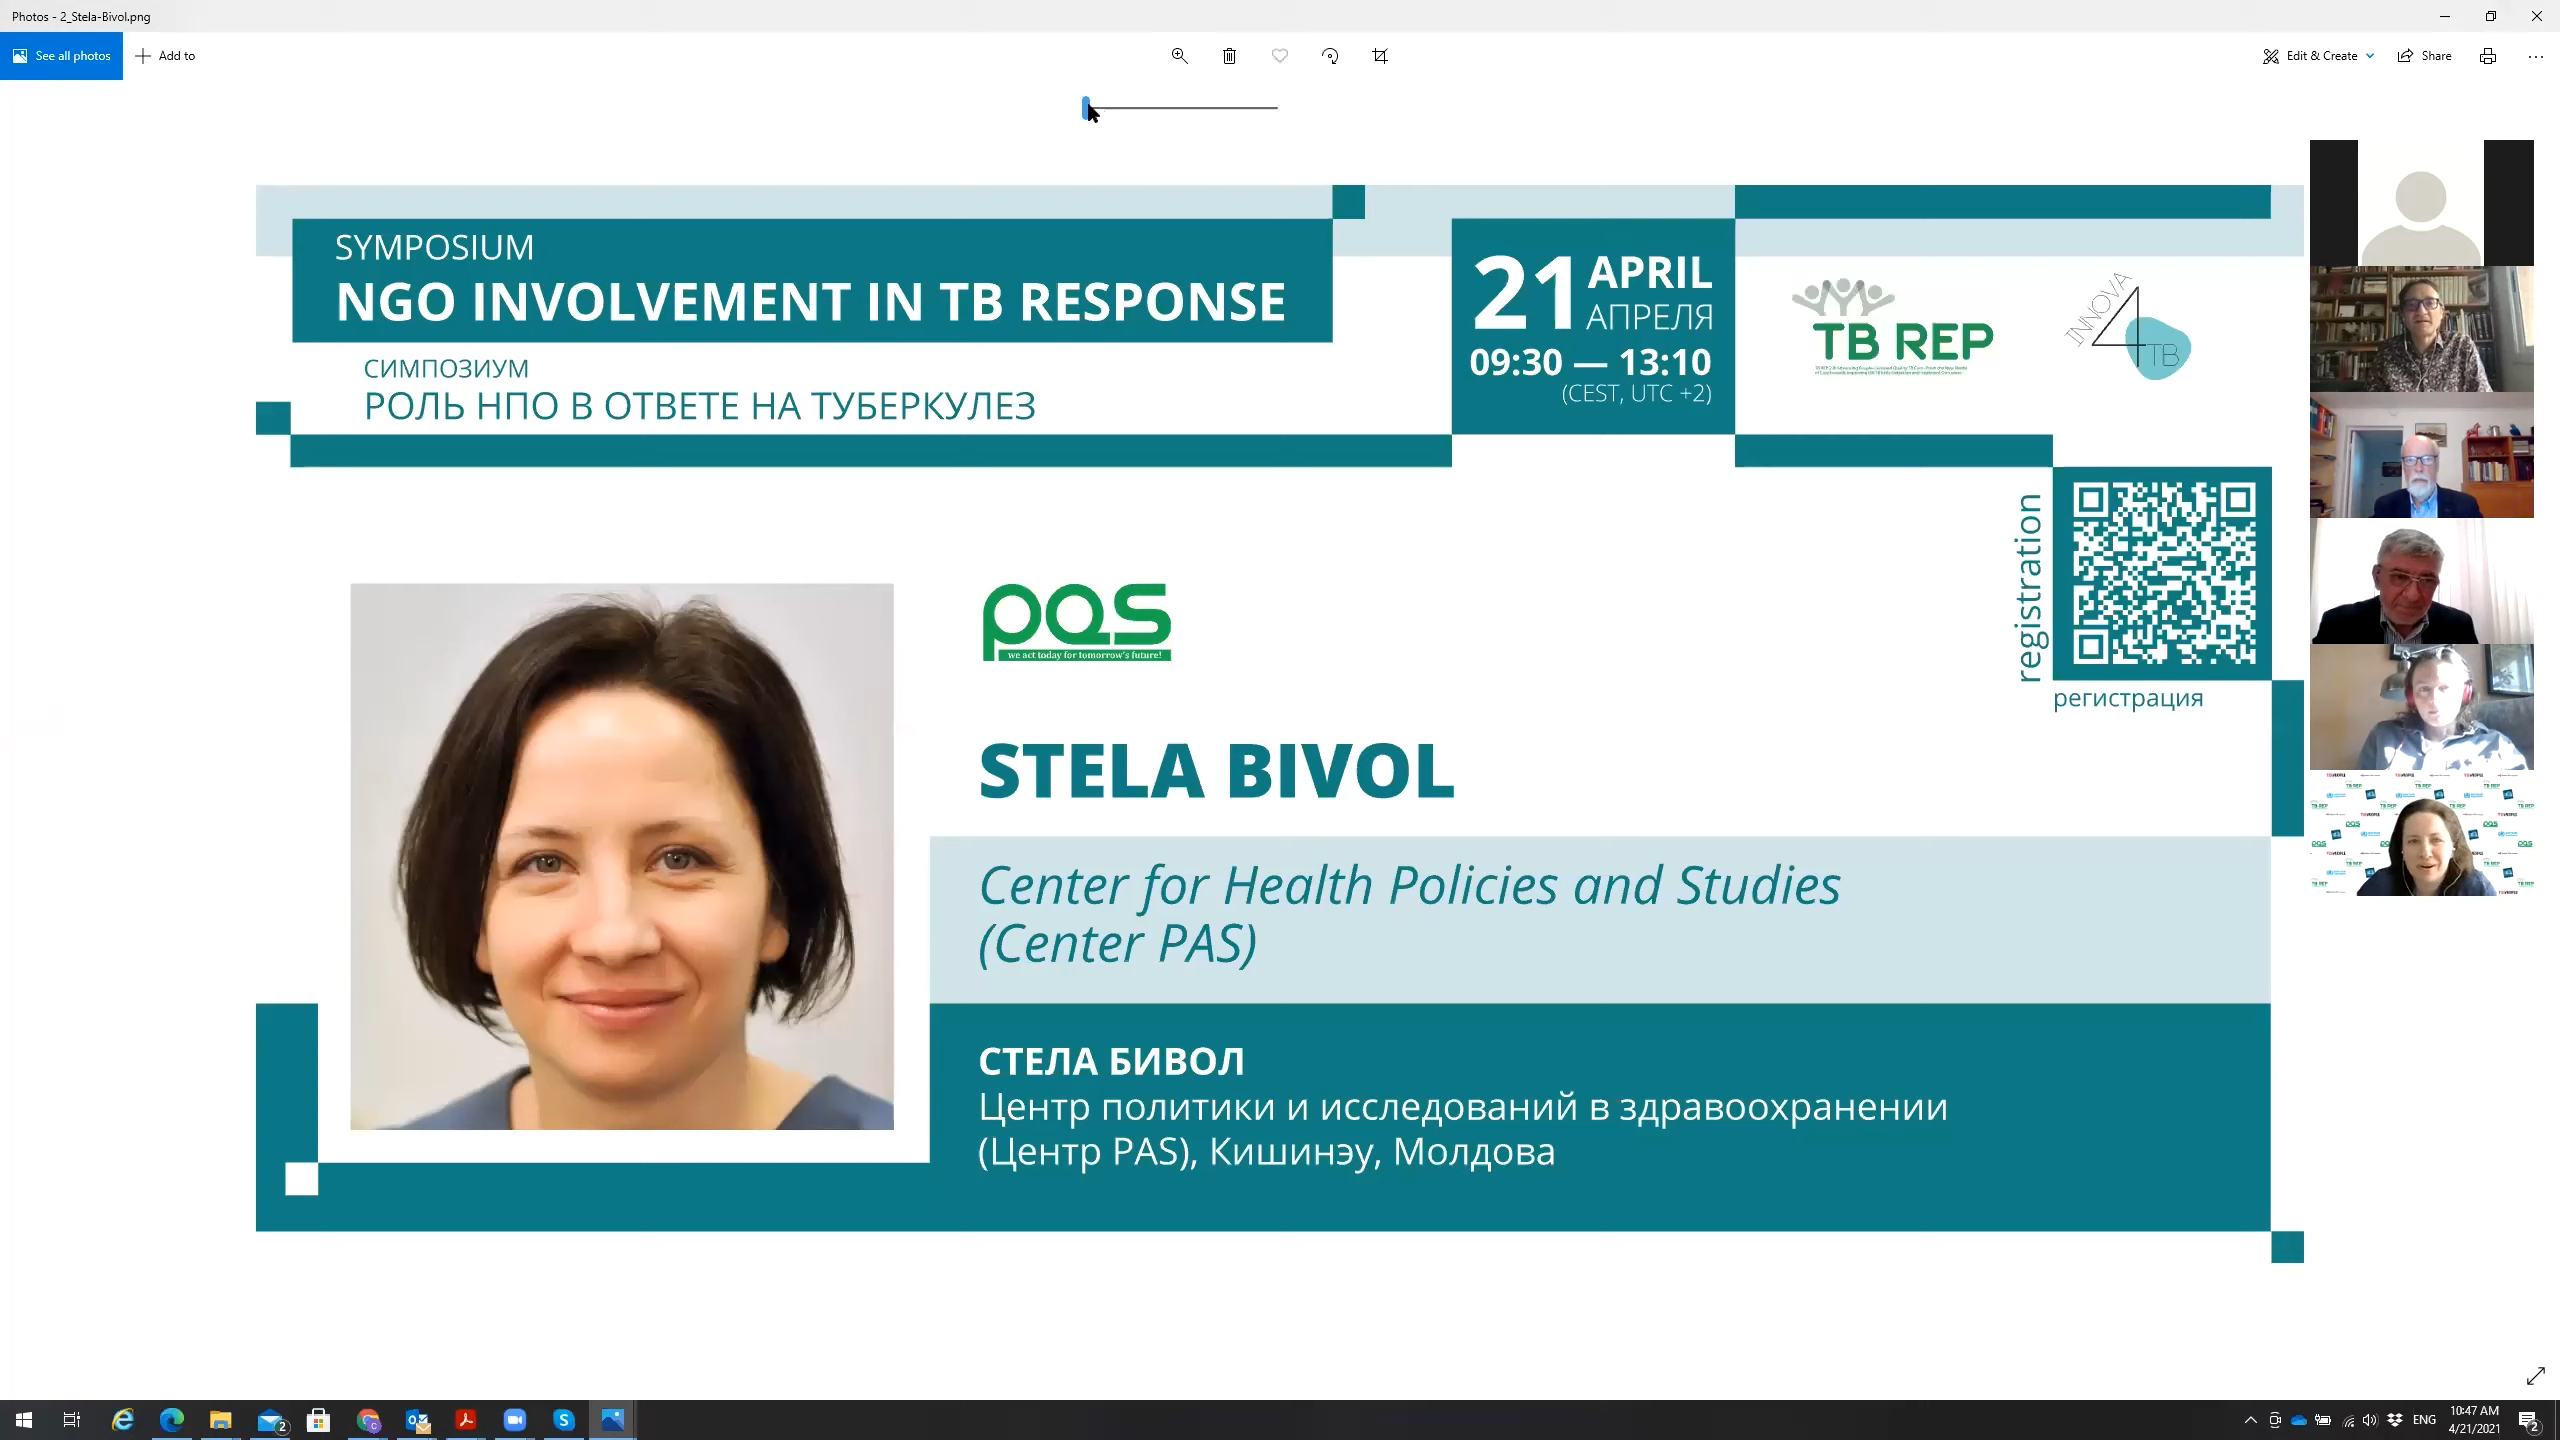 Photos - 2_Stela-Bivol.png
See all photos
Add to
Edit & Create
Share
SYMPOSIUM
NGO INVOLVEMENT IN TB RESPONSE
СИМПОЗИУМ
РОЛЬ НПО В ОТВЕТЕ НА ТУБЕРКУЛЕЗ
21 APRIL
АПРЕЛЯ
09:30 — 13:10
(CEST, UTC +2)
TB REP
INNOVA
4
TB
registration
регистрация
pas
we act today for tomorrow's future!
STELA BIVOL
Center for Health Policies and Studies
(Center PAS)
СТЕЛА БИВОЛ
Центр политики и исследований в здравоохранении
(Центр PAS), Кишинэу, Молдова
ENG
10:47 AM
4/21/2021